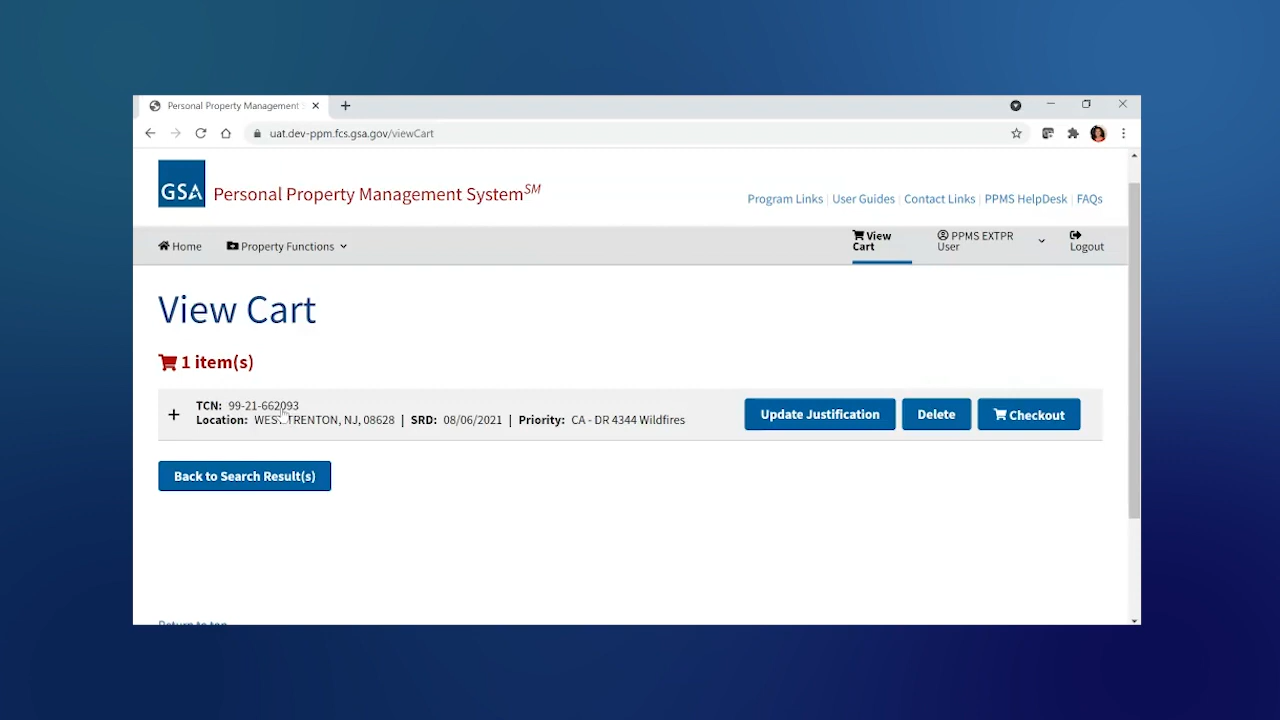 Personal Property Management
uat.dev-ppm.fcs.gsa.gov/viewCart
GSA Personal Property Management System SM
Program Links | User Guides | Contact Links | PPMS HelpDesk | FAQs
Home Property Functions View Cart PPMS EXTPR User Logout
View Cart
1 item(s)
+ TCN: 99-21-662093
Location: WEST TRENTON, NJ, 08628 | SRD: 08/06/2021 | Priority: CA - DR 4344 Wildfires
Update Justification Delete Checkout
Back to Search Result(s)
Return to top